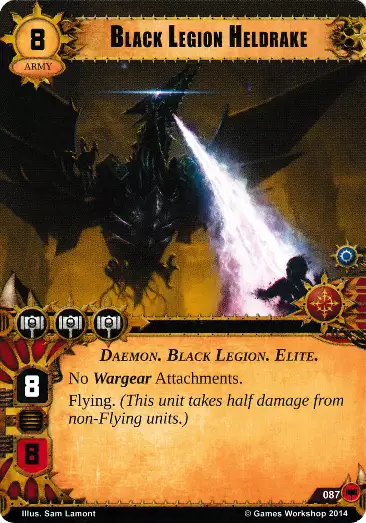 8
ARMY
BLACK LEGION HELDRAKE
DAEMON. BLACK LEGION. ELITE.
8
No Wargear Attachments.
Flying. (This unit takes half damage from
non-Flying units.)
8
087
Illus. Sam Lamont
© Games Workshop 2014